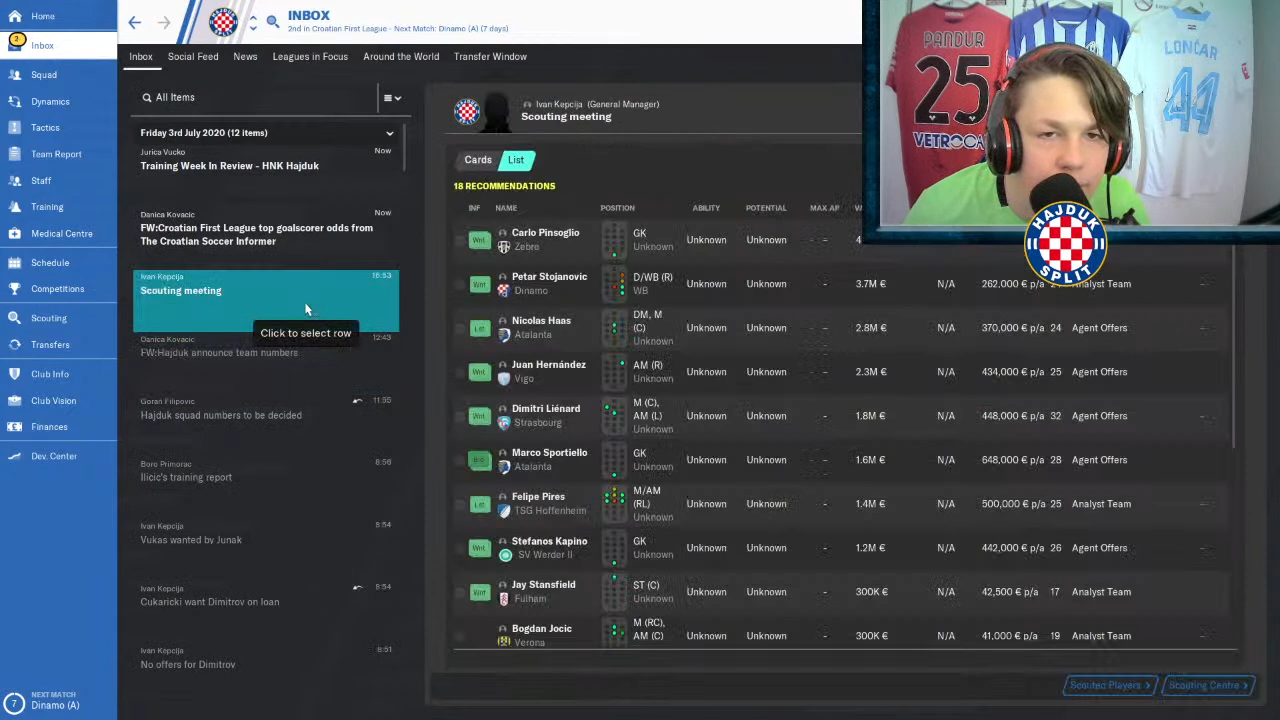 Home
2
Inbox
Squad
Dynamics
Tactics
Team Report
Staff
Training
Medical Centre
Schedule
Competitions
Scouting
Transfers
Club Info
Club Vision
Finances
Dev. Center
7
NEXT MATCH
Dinamo (A)
INBOX
2nd in Croatian First League - Next Match: Dinamo (A) (7 days)
Inbox Social Feed News Leagues in Focus Around the World Transfer Window
All Items
Friday 3rd July 2020 (12 items)
Jurica Vucko Now
Training Week In Review - HNK Hajduk
Danica Kovacic Now
FW:Croatian First League top goalscorer odds from
The Croatian Soccer Informer
Ivan Kepcija 16:53
Scouting meeting
Click to select row
Danica Kovacic 12:43
FW:Hajduk announce team numbers
Goran Filipovic 11:55
Hajduk squad numbers to be decided
Boro Primorac 8:56
Ilicic's training report
Ivan Kepcija 8:54
Vukas wanted by Junak
Ivan Kepcija 8:54
Cukaricki want Dimitrov on loan
Ivan Kepcija 8:51
No offers for Dimitrov
Ivan Kepcija (General Manager)
Scouting meeting
Cards List
18 RECOMMENDATIONS
INF NAME POSITION ABILITY POTENTIAL MAX AP
Wnt Carlo Pinsoglio GK Unknown Unknown - -
Zebre Unknown
Wnt Petar Stojanovic D/WB (R) Unknown Unknown - - 3.7M € N/A 262,000 € p/a Analyst Team
Dinamo WB
Lst Nicolas Haas DM, M (C) Unknown Unknown - 2.8M € N/A 370,000 € p/a 24 Agent Offers
Atalanta Unknown
Wnt Juan Hernández AM (R) Unknown Unknown - 2.3M € N/A 434,000 € p/a 25 Agent Offers
Vigo Unknown
Wnt Dimitri Liénard M (C), AM (L) Unknown Unknown - 1.8M € N/A 448,000 € p/a 32 Agent Offers
Strasbourg Unknown
Marco Sportiello GK Unknown Unknown - 1.6M € N/A 648,000 € p/a 28 Agent Offers
Atalanta Unknown
Lst Felipe Pires M/AM (RL) Unknown Unknown - 1.4M € N/A 500,000 € p/a 25 Agent Offers
TSG Hoffenheim Unknown
Wnt Stefanos Kapino GK Unknown Unknown - 1.2M € N/A 442,000 € p/a 26 Agent Offers
SV Werder II Unknown
Wnt Jay Stansfield ST (C) Unknown Unknown - 300K € N/A 42,500 € p/a 17 Analyst Team
Fulham Unknown
Bogdan Jocic M (RC), AM (C) Unknown Unknown - 300K € N/A 41,000 € p/a 19 Analyst Team
Verona
Scouted Players >
Scouting Centre >
PANDUR
25
VETROCAR
LONČAR
44
HAJDUK
SPLIT